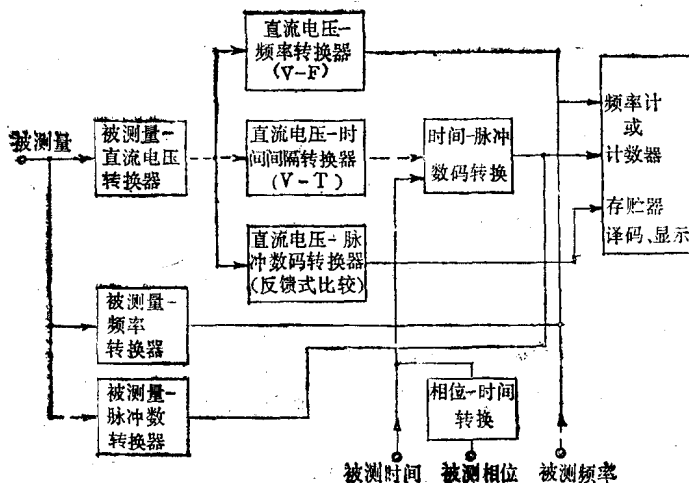 直流电压-
频率转换器
(V-F)
被测量
被测量-
直流电压
转换器
直流电压-时
间间隔转换器
(V-T)
时间-脉冲
数码转换
频率计
或
计数器
存贮器
译码、显示
直流电压-脉
冲数码转换器
(反馈式比较)
被测量-
频率
转换器
被测量-
脉冲数
转换器
相位-时间
转换
被测时间
被测相位
被测频率